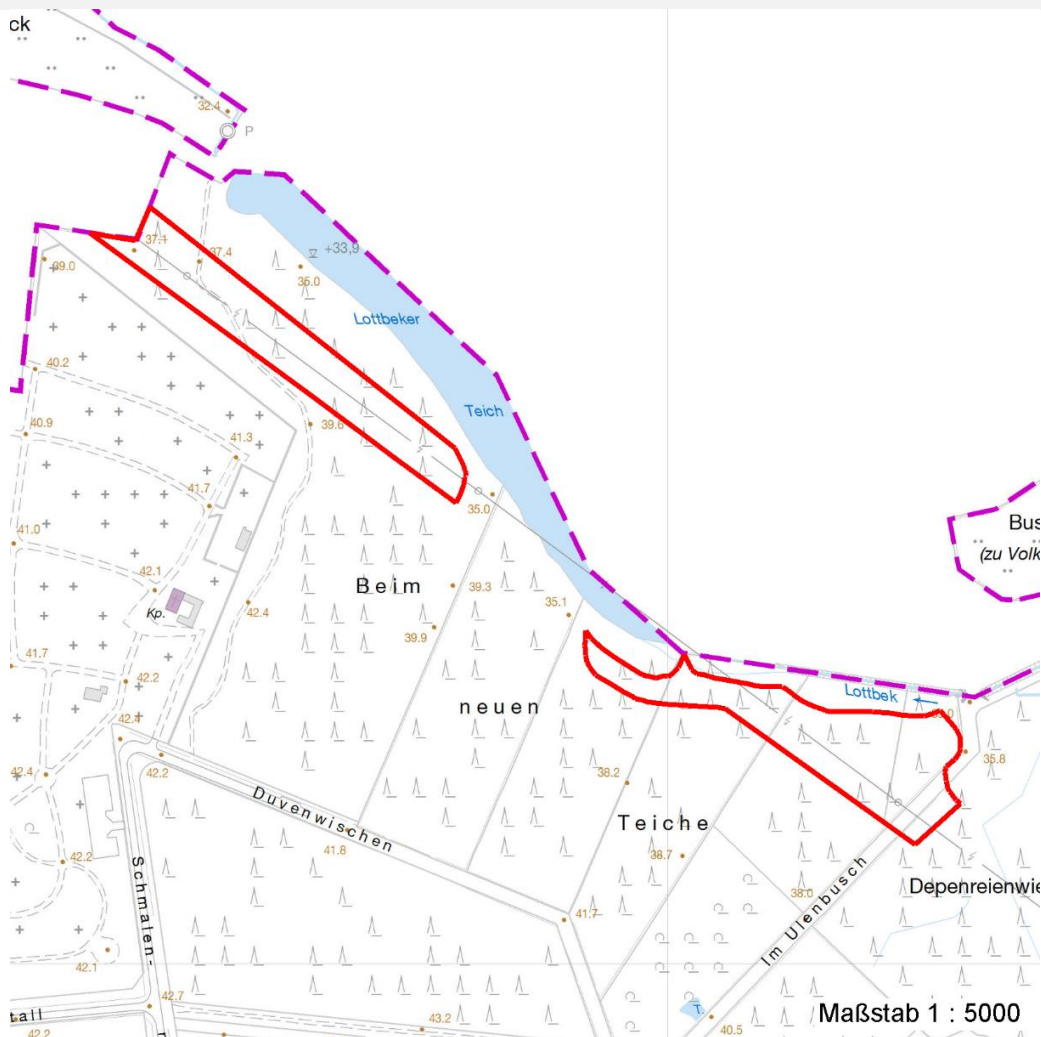 ck
32.4
P
37.1
37.4
+33,9
39.0
35.0
Lottbeker
40.2
Teich
40.9
39.6
41.3
41.7
35.0
Bus
(zu Volk
41.0
42.1
Beim
39.3
35.1
Kp.
42.4
39.9
41.7
42.2
neuen
Lottbek
42.4
42.2
35.8
42.4
38.2
Duvenwischen
Teiche
41.8
42.2
38.7
Schmalen-
38.0
Depenreienwie
41.7
Im Ulenbusch
42.1
42.7
T.
Maßstab 1 : 5000
tall
43.2
40.5
42.2